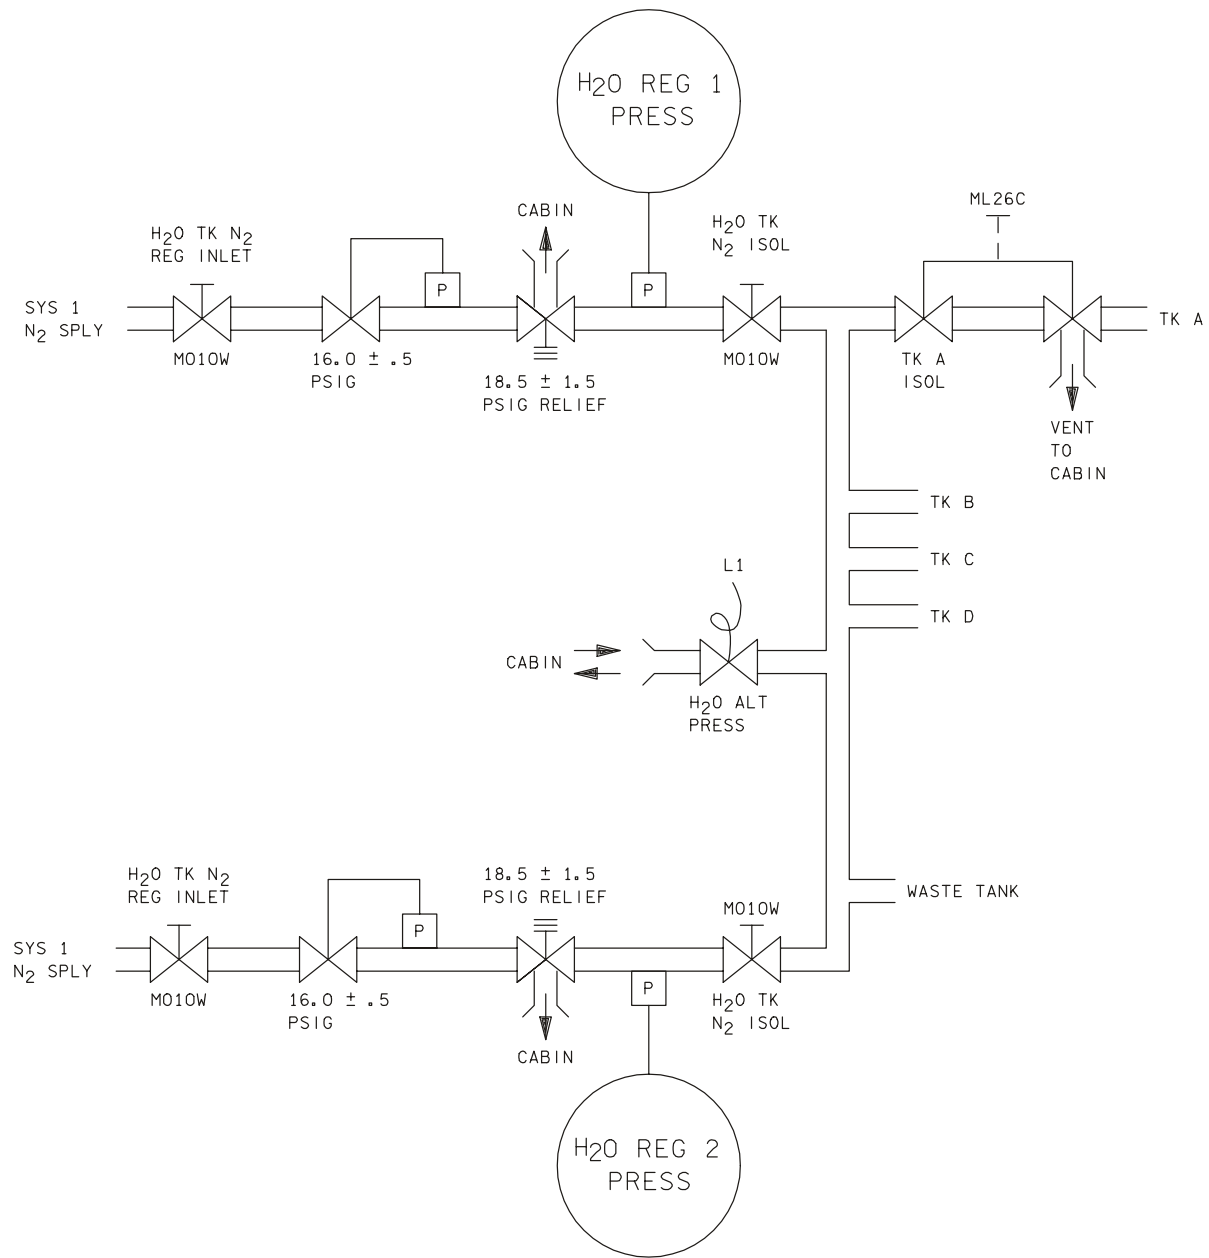 H2O REG 1
PRESS
CABIN
H2O TK
N2 ISOL
ML26C
H2O TK N2
REG INLET
P
P
SYS 1
N2 SPLY
TK A
MO10W
16.0 ± .5
PSIG
18.5 ± 1.5
PSIG RELIEF
MO10W
TK A
ISOL
VENT
TO
CABIN
TK B
TK C
TK D
L1
CABIN
H2O ALT
PRESS
H2O TK N2
REG INLET
18.5 ± 1.5
PSIG RELIEF
WASTE TANK
MO10W
P
SYS 1
N2 SPLY
MO10W
16.0 ± .5
PSIG
P
H2O TK
N2 ISOL
CABIN
H2O REG 2
PRESS